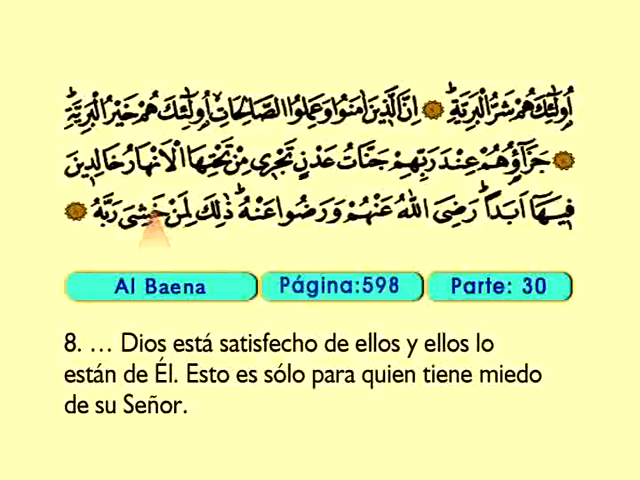 أُولَٰئِكَ هُمْ شَرُّ الْبَرِيَّةِ إِنَّ الَّذِينَ آمَنُوا وَعَمِلُوا الصَّالِحَاتِ أُولَٰئِكَ هُمْ خَيْرُ الْبَرِيَّةِ
جَزَاؤُهُمْ عِنْدَ رَبِّهِمْ جَنَّاتُ عَدْنٍ تَجْرِي مِنْ تَحْتِهَا الْأَنْهَارُ خَالِدِينَ
فِيهَا أَبَدًا رَضِيَ اللَّهُ عَنْهُمْ وَرَضُوا عَنْهُ ذَٰلِكَ لِمَنْ خَشِيَ رَبَّهُ
Al Baena Página:598 Parte: 30
8. ... Dios está satisfecho de ellos y ellos lo
están de Él. Esto es sólo para quien tiene miedo
de su Señor.